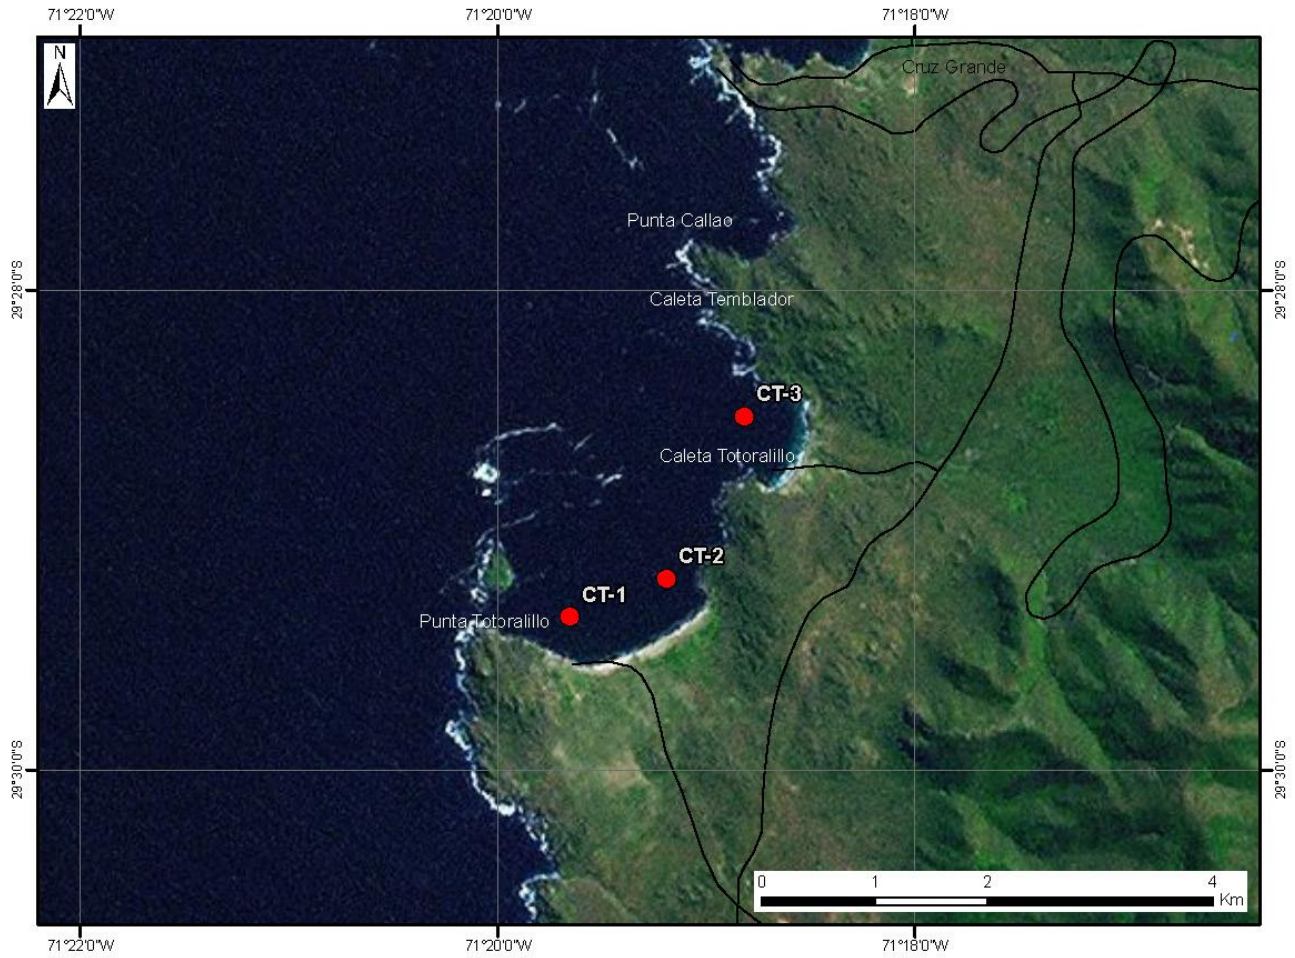 71°22'0"W 71°20'0"W 71°18'0"W
N
Cruz Grande
Punta Callao
29°28'0"S 29°28'0"S
Caleta Temblador
CT-3
Caleta Totoralillo
CT-2
CT-1
Punta Totoralillo
29°30'0"S 29°30'0"S
0 1 2 4
Km
71°22'0"W 71°20'0"W 71°18'0"W